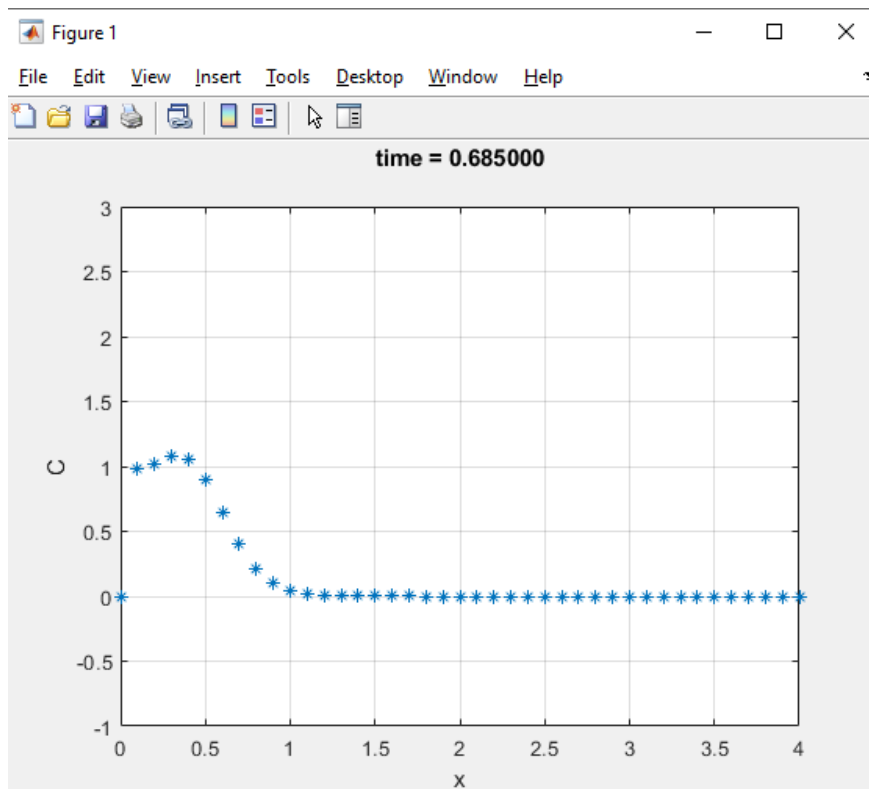 Figure 1
File Edit View Insert Tools Desktop Window Help
time = 0.685000
3
2.5
2
1.5
1
0.5
0
-0.5
-1
C
0 0.5 1 1.5 2 2.5 3 3.5 4
x